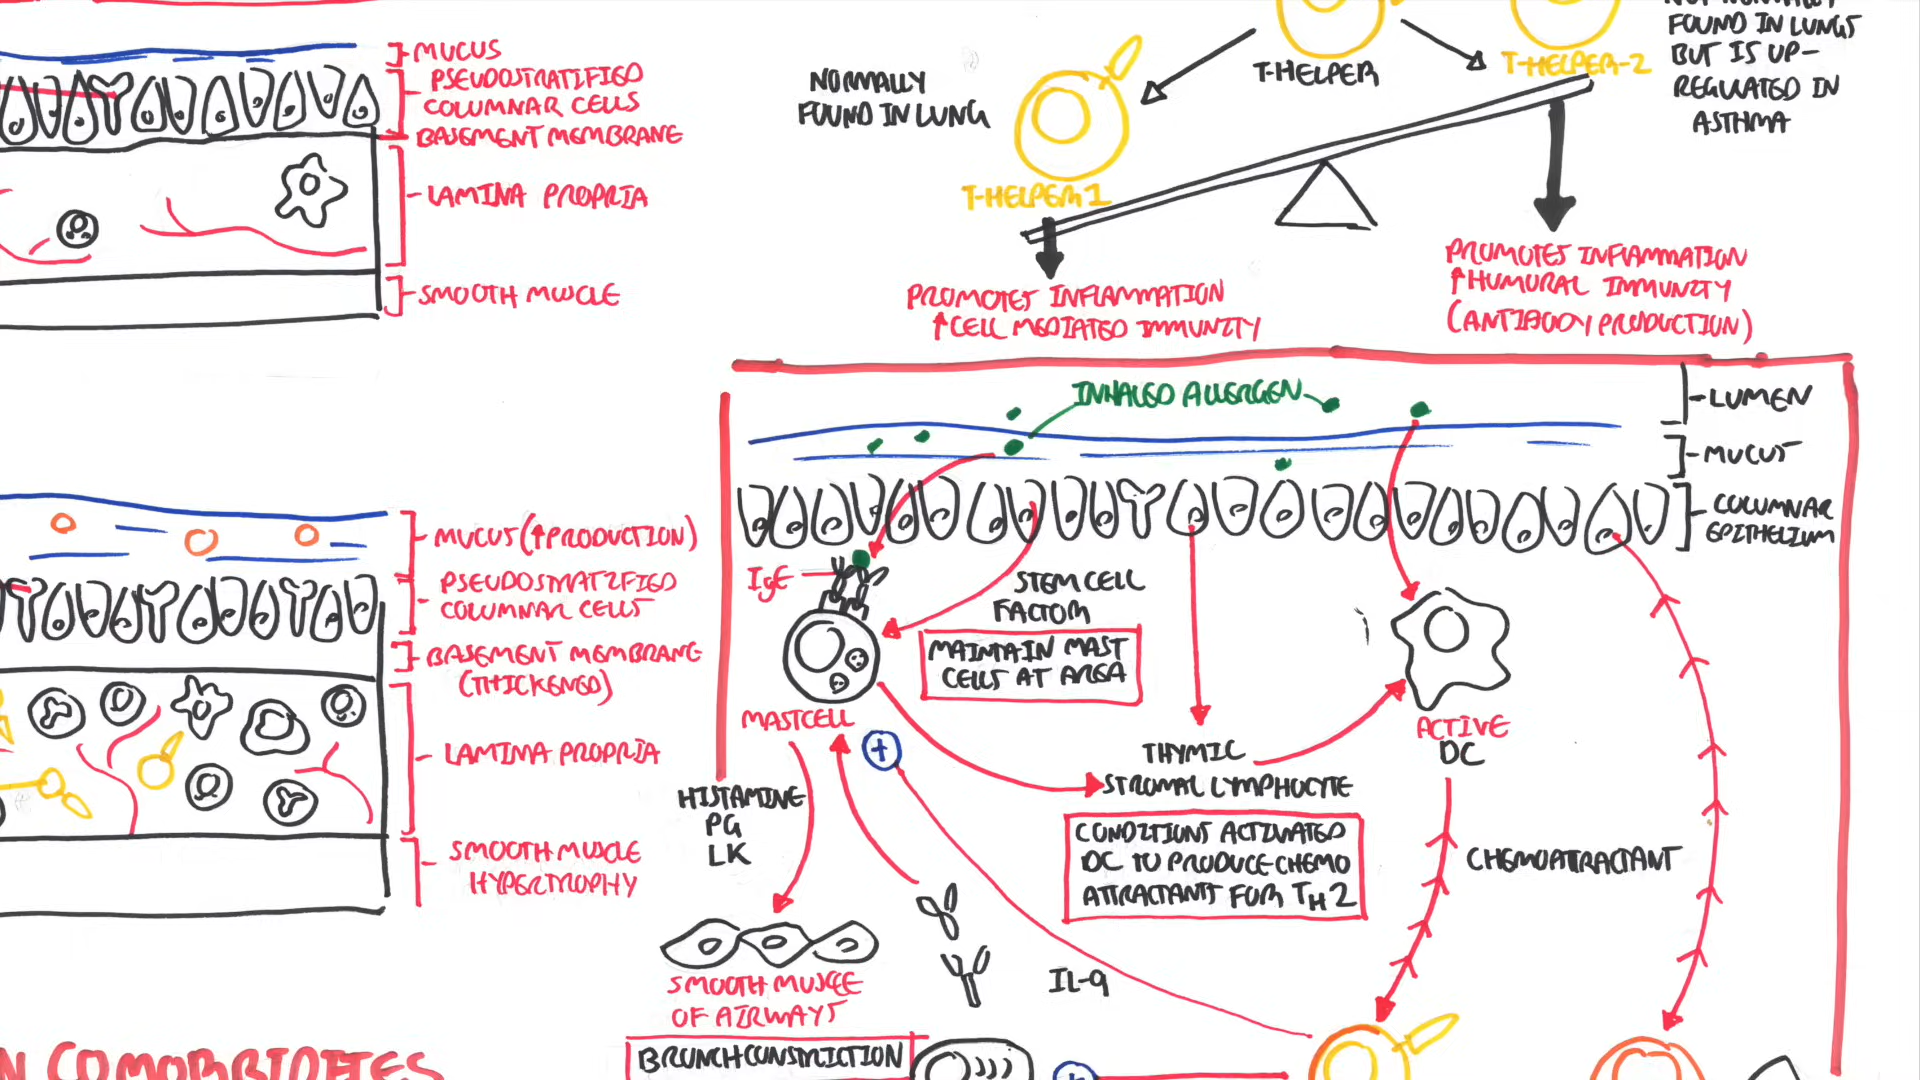 MUCUS
PSEUDOSTRATIFIED
COLUMNAR CELLS
BASEMENT MEMBRANE
LAMINA PROPRIA
SMOOTH MUSCLE
NORMALLY
FOUND IN LUNG
T-HELPER
T-HELPER-2
FOUND IN LUNGS
BUT IS UP-
REGULATED IN
ASTHMA
T-HELPER 1
PROMOTES INFLAMMATION
↑CELL MEDIATED IMMUNITY
PROMOTES INFLAMMATION
↑HUMORAL IMMUNITY
(ANTIBODY PRODUCTION)
INHALED ALLERGEN
LUMEN
MUCUS
COLUMNAR
EPITHELIUM
MUCUS (↑PRODUCTION)
PSEUDOSTRATIFIED
COLUMNAR CELLS
BASEMENT MEMBRANE
(THICKENED)
LAMINA PROPRIA
SMOOTH MUSCLE
HYPERTROPHY
IgE
STEM CELL
FACTOR
MAINTAIN MAST
CELLS AT AREA
MASTCELL
+
HISTAMINE
PG
LK
THYMIC
STROMAL LYMPHOCYTE
CONDITIONS ACTIVATED
DC TO PRODUCE CHEMO
ATTRACTANTS FOR TH2
ACTIVE
DC
CHEMOATTRACTANT
SMOOTH MUSCLE
OF AIRWAYS
IL-9
BRONCHCONSTRICTION